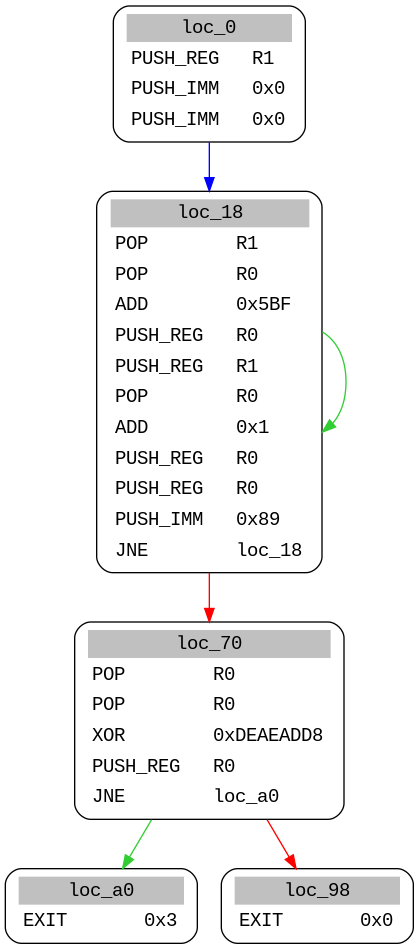 loc_0
PUSH_REG R1
PUSH_IMM 0x0
PUSH_IMM 0x0
loc_18
POP R1
POP R0
ADD 0x5BF
PUSH_REG R0
PUSH_REG R1
POP R0
ADD 0x1
PUSH_REG R0
PUSH_REG R0
PUSH_IMM 0x89
JNE loc_18
loc_70
POP R0
POP R0
XOR 0xDEAEADD8
PUSH_REG R0
JNE loc_a0
loc_a0
EXIT 0x3
loc_98
EXIT 0x0